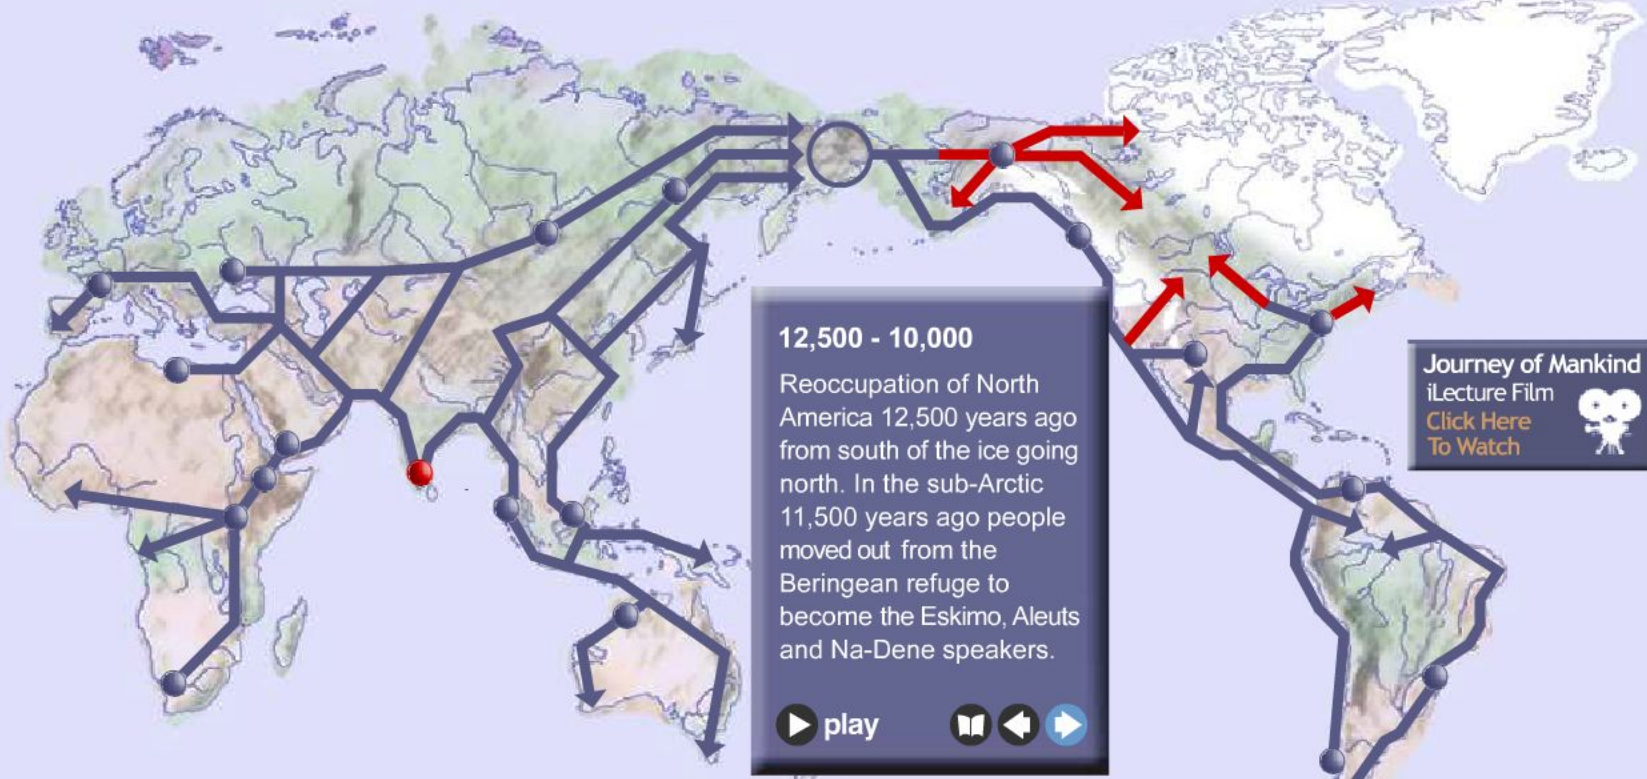 12,500 - 10,000
Reoccupation of North
America 12,500 years ago
from south of the ice going
north. In the sub-Arctic
11,500 years ago people
moved out from the
Beringean refuge to
become the Eskimo, Aleuts
and Na-Dene speakers.
play
Journey of Mankind
iLecture Film
Click Here
To Watch